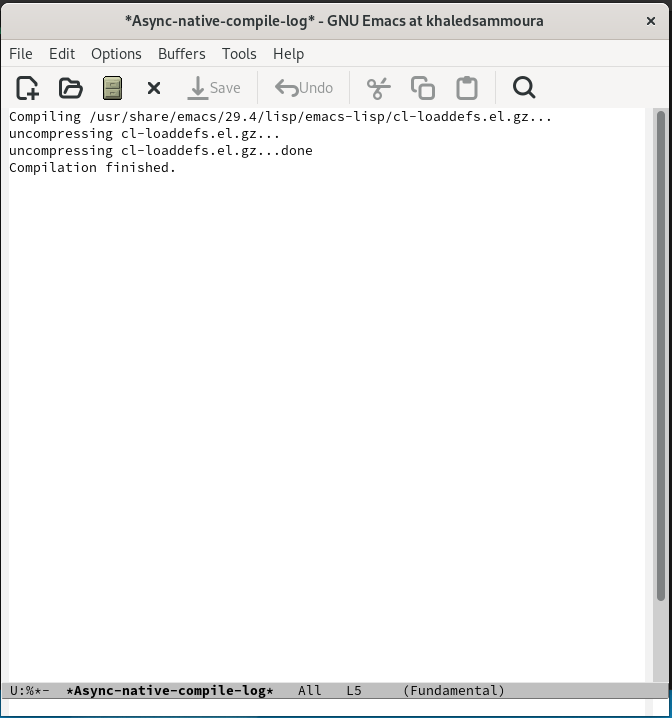 *Async-native-compile-log* - GNU Emacs at khaledsammoura
File Edit Options Buffers Tools Help
Save Undo
Compiling /usr/share/emacs/29.4/lisp/emacs-lisp/cl-loaddefs.el.gz...
uncompressing cl-loaddefs.el.gz...
uncompressing cl-loaddefs.el.gz...done
Compilation finished.
U:%*- *Async-native-compile-log* All L5 (Fundamental)